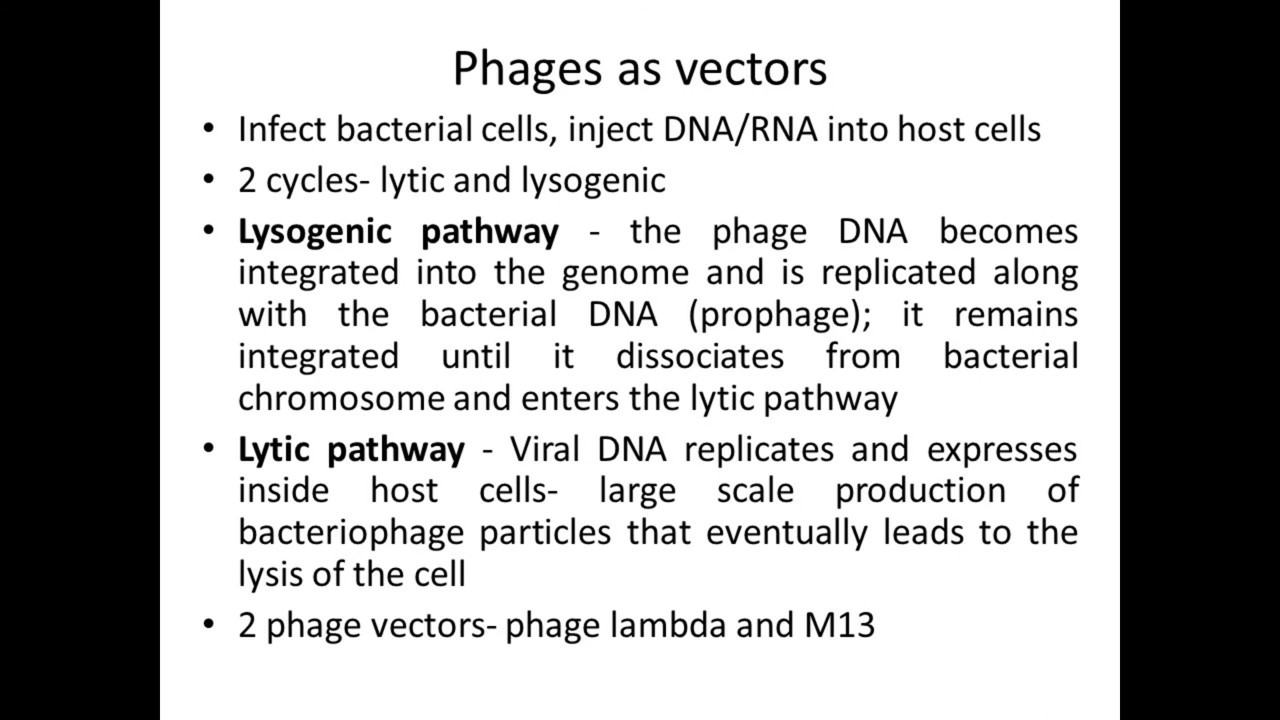 Phages as vectors
• Infect bacterial cells, inject DNA/RNA into host cells
• 2 cycles- lytic and lysogenic
• Lysogenic pathway - the phage DNA becomes
integrated into the genome and is replicated along
with the bacterial DNA (prophage); it remains
integrated until it dissociates from bacterial
chromosome and enters the lytic pathway
• Lytic pathway - Viral DNA replicates and expresses
inside host cells- large scale production of
bacteriophage particles that eventually leads to the
lysis of the cell
• 2 phage vectors- phage lambda and M13